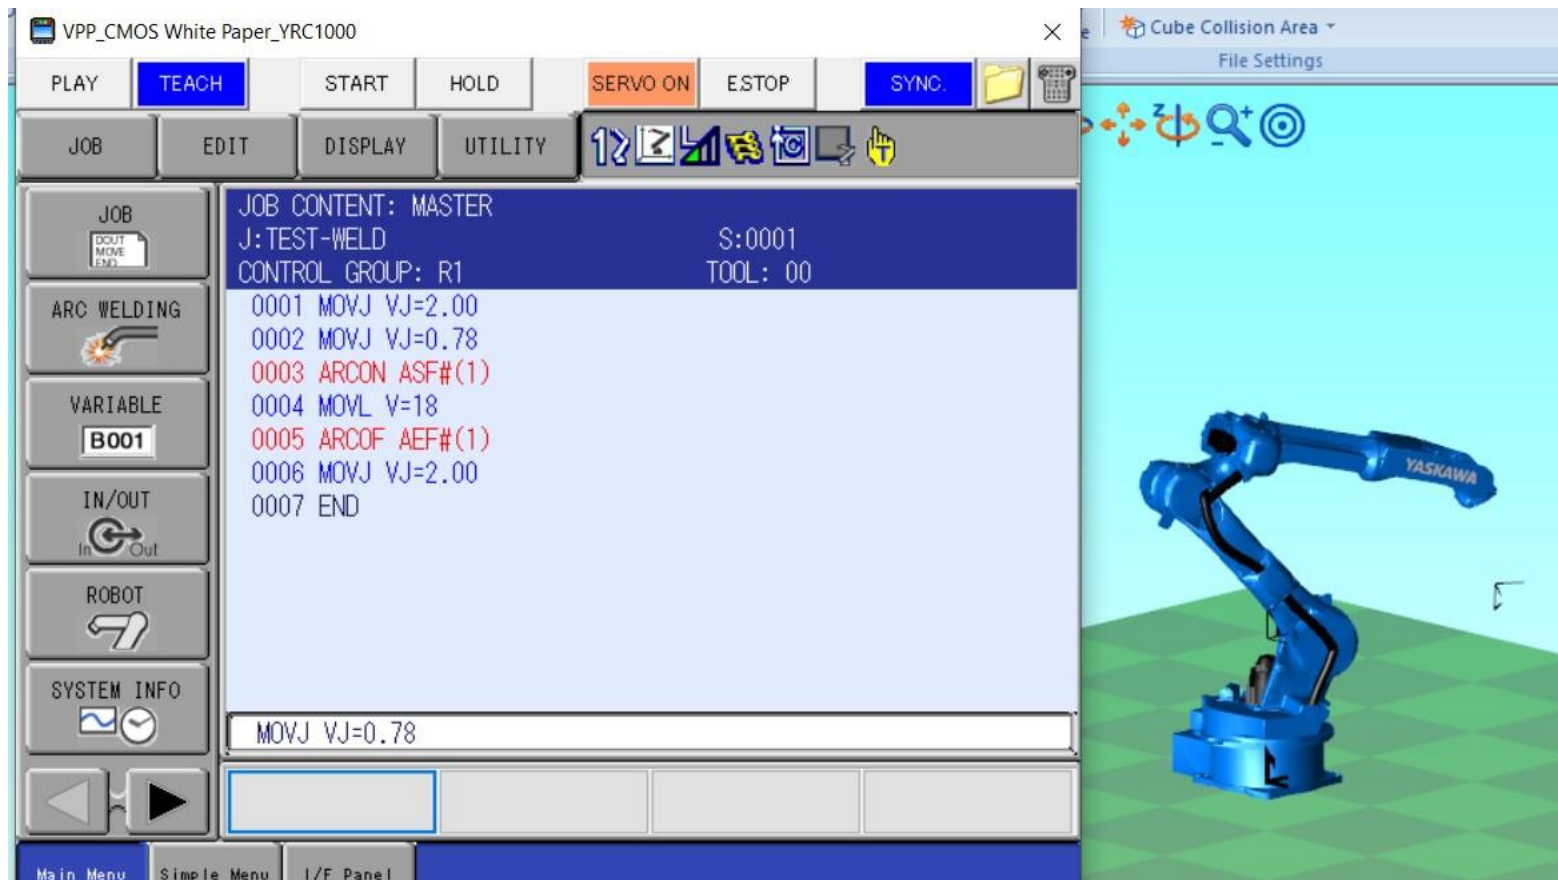 VPP_CMOS White Paper_YRC1000
Cube Collision Area
File Settings
PLAY TEACH START HOLD SERVO ON E.STOP SYNC.
JOB EDIT DISPLAY UTILITY
JOB
DOUT
MOVE
END
ARC WELDING
VARIABLE
B001
IN/OUT
In Out
ROBOT
SYSTEM INFO
JOB CONTENT: MASTER
J:TEST-WELD S:0001
CONTROL GROUP: R1 TOOL: 00
0001 MOVJ VJ=2.00
0002 MOVJ VJ=0.78
0003 ARCON ASF#(1)
0004 MOVL V=18
0005 ARCOF AEF#(1)
0006 MOVJ VJ=2.00
0007 END
MOVJ VJ=0.78
Main Menu Simple Menu I/F Panel
Z
YASKAWA